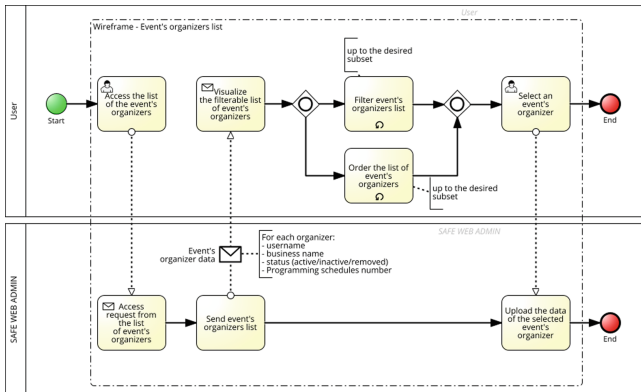 User
Wireframe - Event's organizers list
up to the desired
subset
User
Start
Access the list
of the event's
organizers
Visualize
the filterable list
of event's
organizers
Filter event's
organizers list
Select an
event's
organizer
End
Order the list of
event's
organizers
up to the desired
subset
SAFE WEB ADMIN
SAFE WEB ADMIN
Event's
organizer data
For each organizer:
- username
- business name
- status (active/inactive/removed)
- Programming schedules number
Access
request from
the list
of event's
organizers
Send event's
organizers list
Upload the data
of the selected
event's
organizer
End